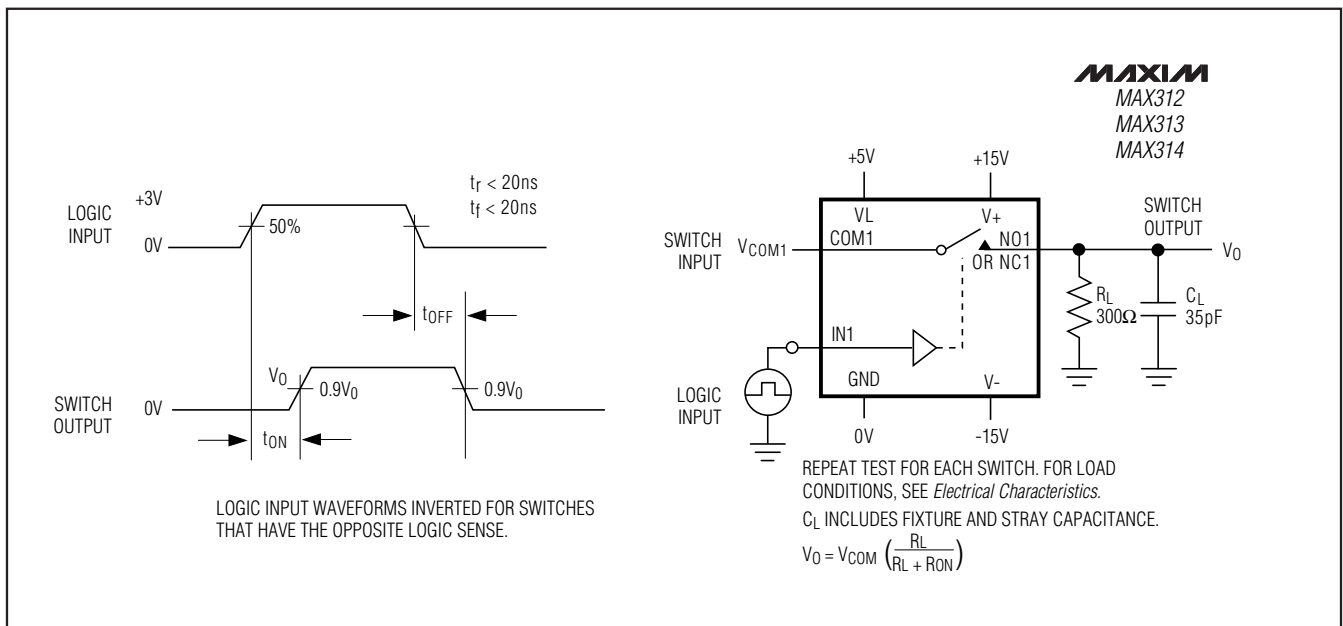 MAXIM
MAX312
MAX313
MAX314
LOGIC
INPUT
+3V
0V
50%
tr < 20ns
tf < 20ns
tOFF
SWITCH
OUTPUT
0V
VO
0.9V0
0.9V0
tON
LOGIC INPUT WAVEFORMS INVERTED FOR SWITCHES
THAT HAVE THE OPPOSITE LOGIC SENSE.
+5V
+15V
VL
V+
SWITCH
INPUT
VCOM1
COM1
NO1
OR NC1
SWITCH
OUTPUT
VO
RL
300Ω
CL
35pF
IN1
LOGIC
INPUT
GND
V-
0V
-15V
REPEAT TEST FOR EACH SWITCH. FOR LOAD
CONDITIONS, SEE Electrical Characteristics.
CL INCLUDES FIXTURE AND STRAY CAPACITANCE.
VO = VCOM (RL / RL + RON)